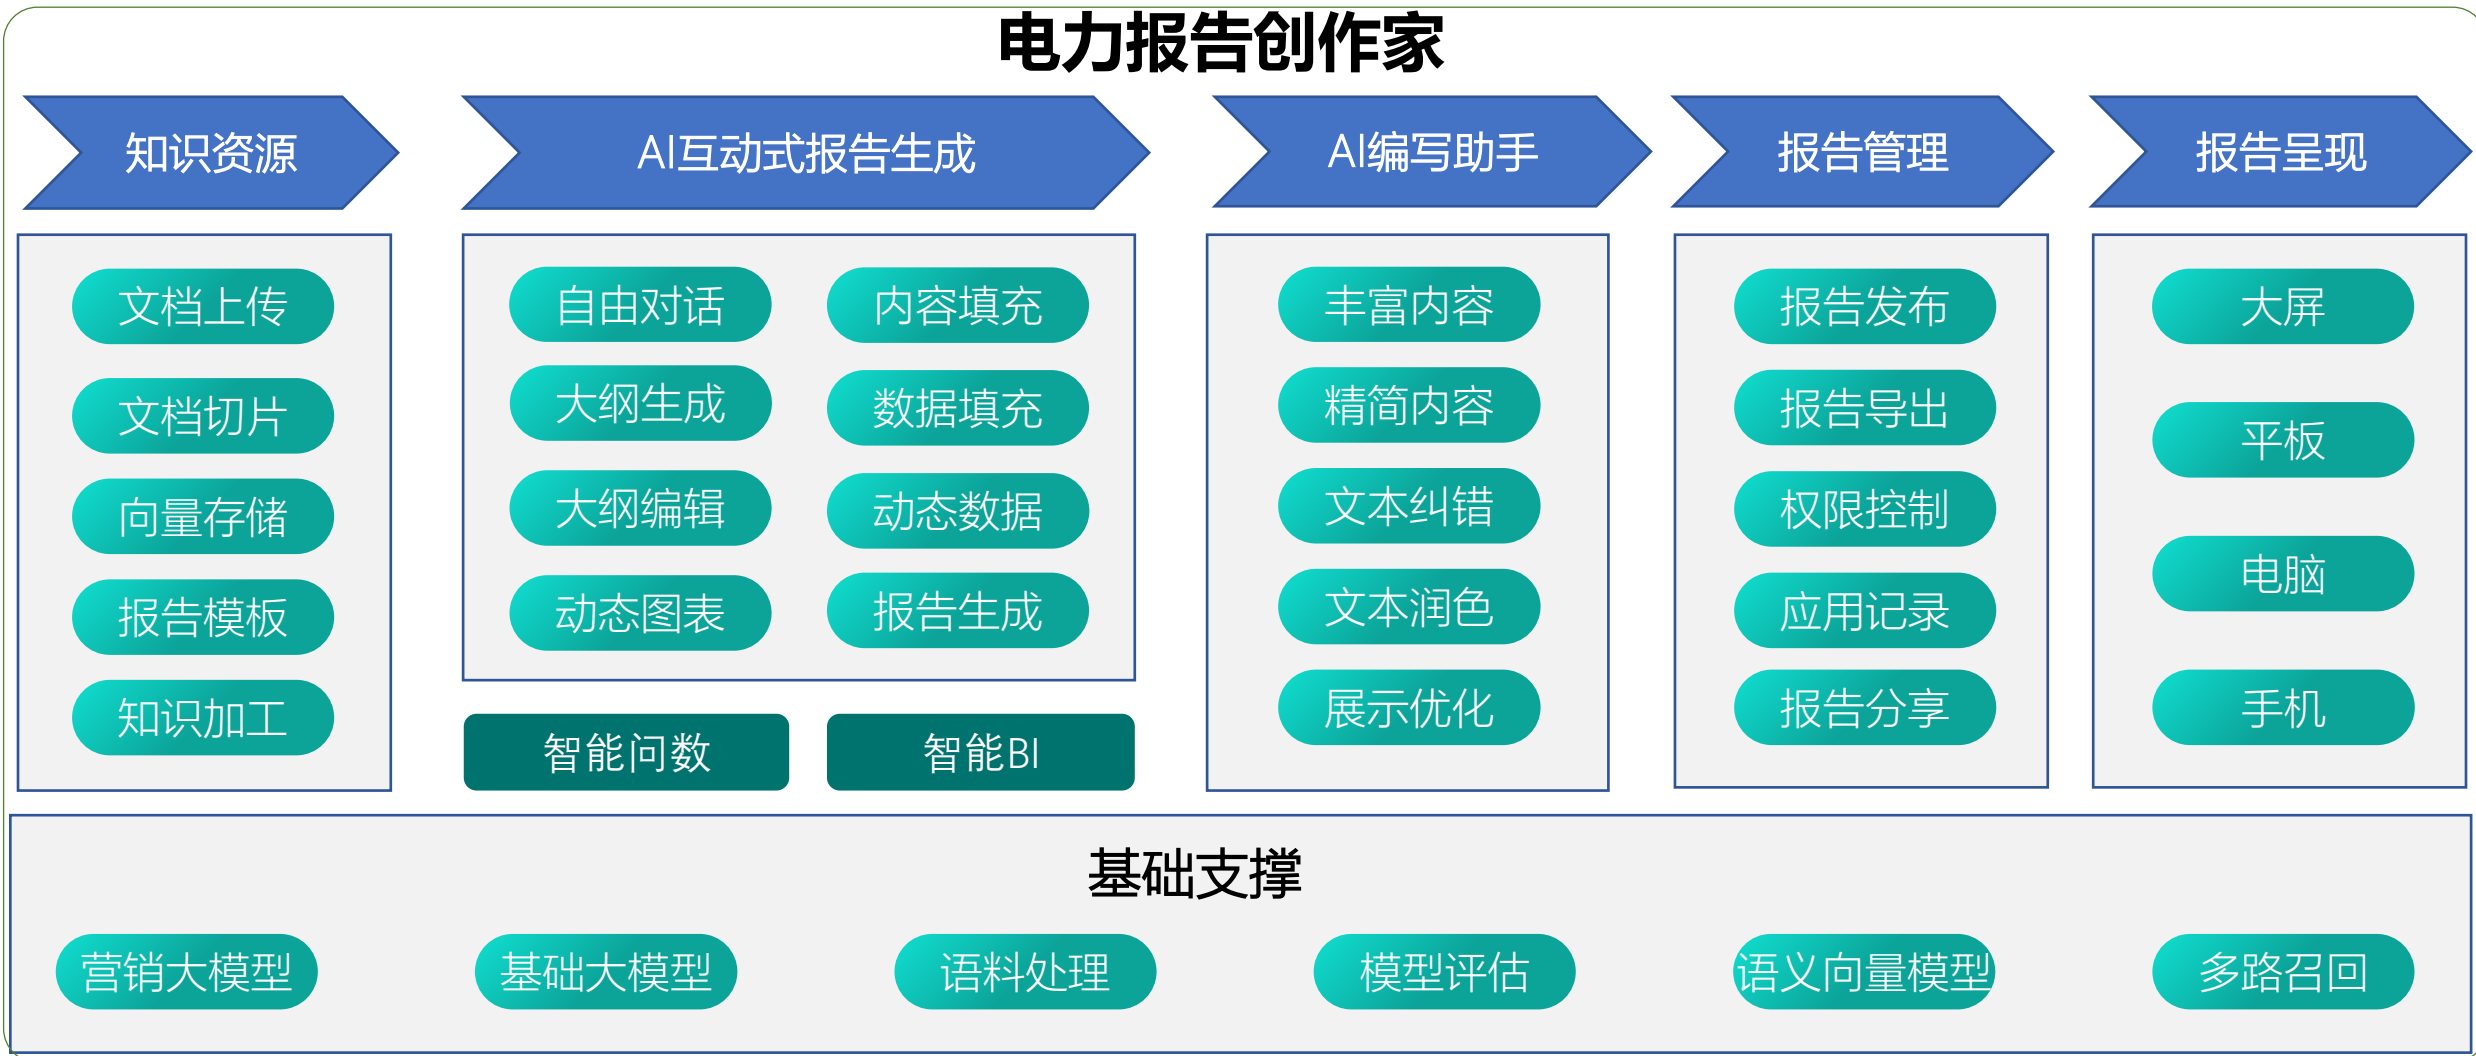 电力报告创作家
知识资源
AI互动式报告生成
AI编写助手
报告管理
报告呈现
文档上传
文档切片
向量存储
报告模板
知识加工
自由对话
内容填充
大纲生成
数据填充
大纲编辑
动态数据
动态图表
报告生成
智能问数
智能BI
丰富内容
精简内容
文本纠错
文本润色
展示优化
报告发布
报告导出
权限控制
应用记录
报告分享
大屏
平板
电脑
手机
基础支撑
营销大模型
基础大模型
语料处理
模型评估
语义向量模型
多路召回